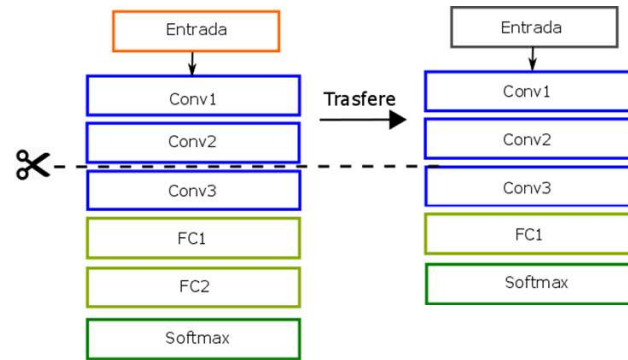 Entrada
Conv1
Conv2
Conv3
FC1
FC2
Softmax
Trasfere
Entrada
Conv1
Conv2
Conv3
FC1
Softmax